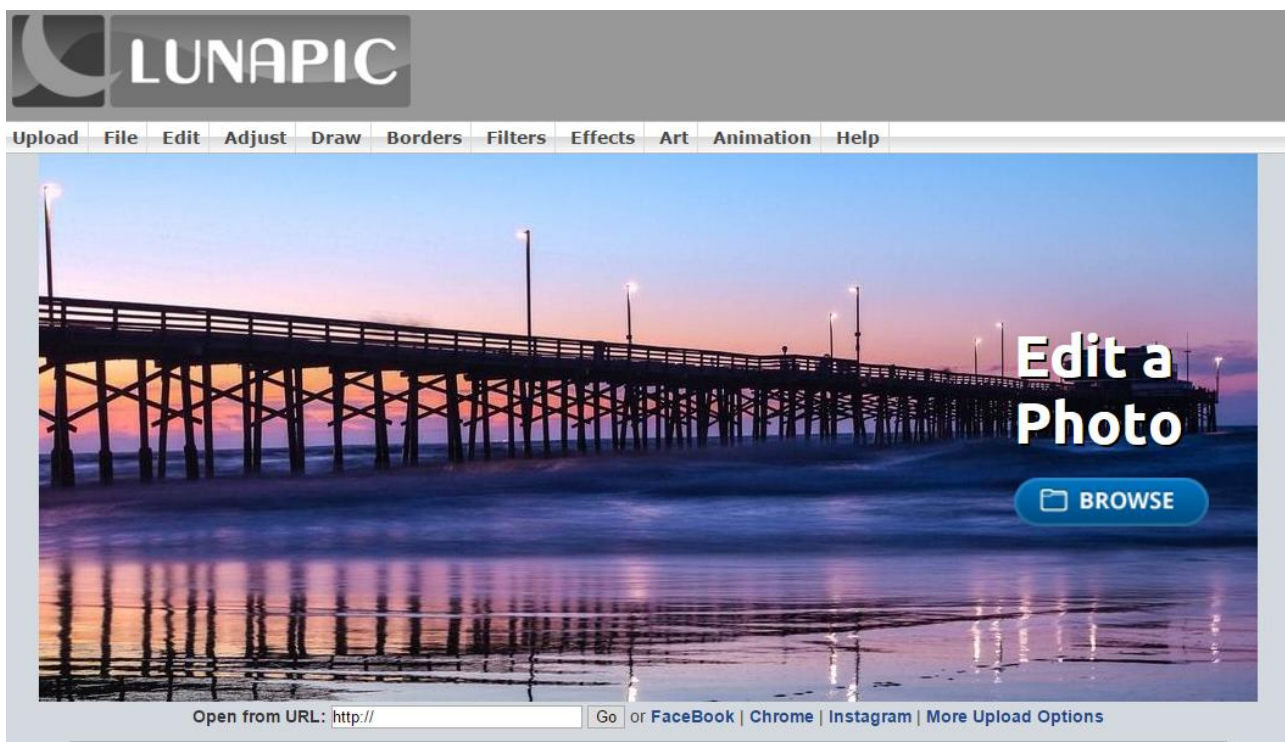 LUNAPIC
Upload File Edit Adjust Draw Borders Filters Effects Art Animation Help
Edit a
Photo
BROWSE
Open from URL: http:// Go or FaceBook | Chrome | Instagram | More Upload Options